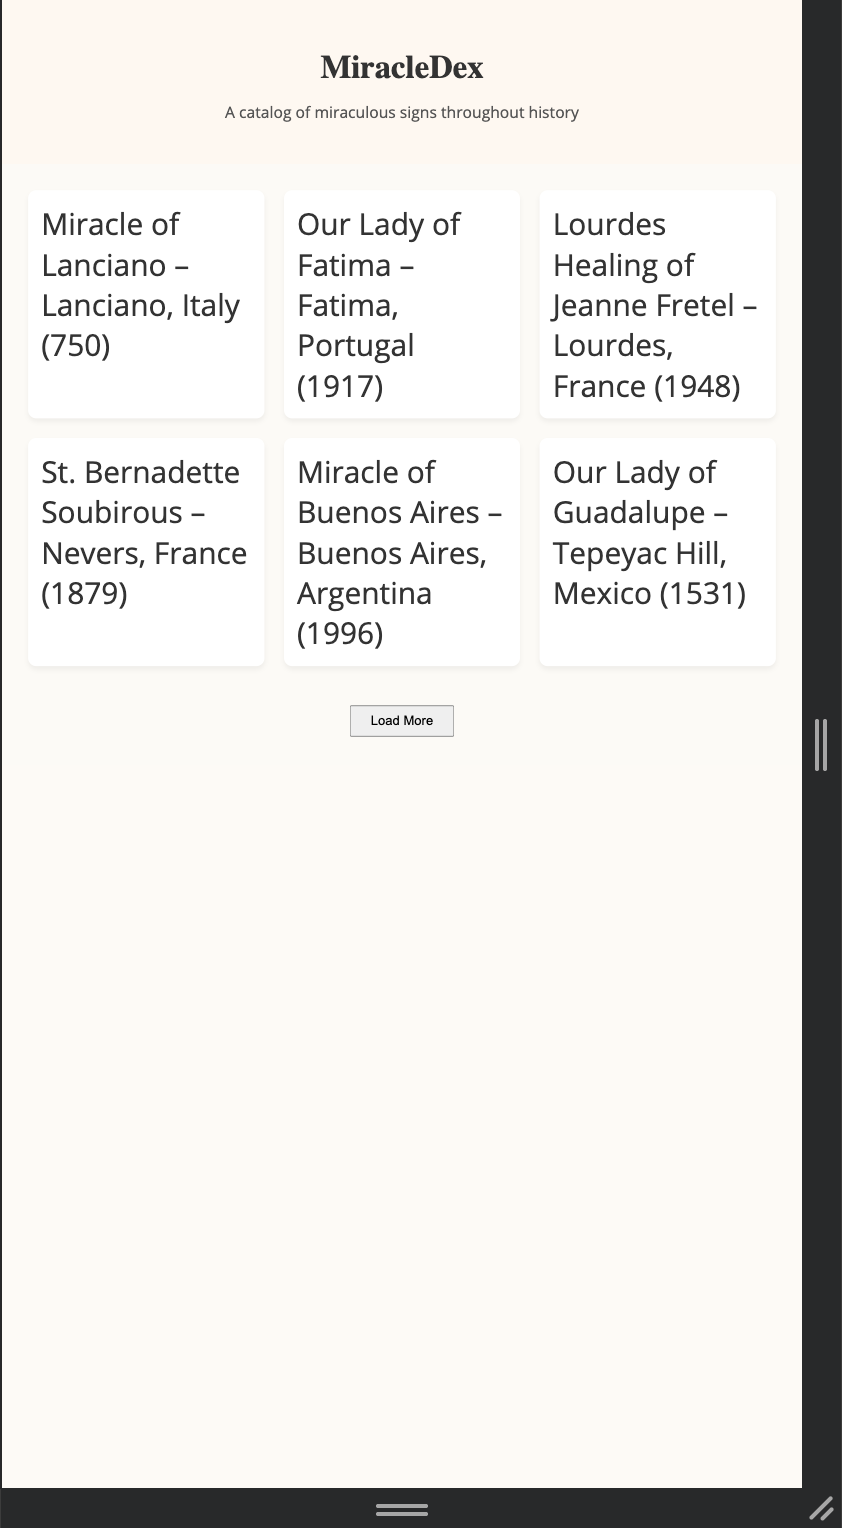 MiracleDex
A catalog of miraculous signs throughout history
Miracle of
Lanciano –
Lanciano, Italy
(750)
Our Lady of
Fatima –
Fatima,
Portugal
(1917)
Lourdes
Healing of
Jeanne Fretel –
Lourdes,
France (1948)
St. Bernadette
Soubirous –
Nevers, France
(1879)
Miracle of
Buenos Aires –
Buenos Aires,
Argentina
(1996)
Our Lady of
Guadalupe –
Tepeyac Hill,
Mexico (1531)
Load More